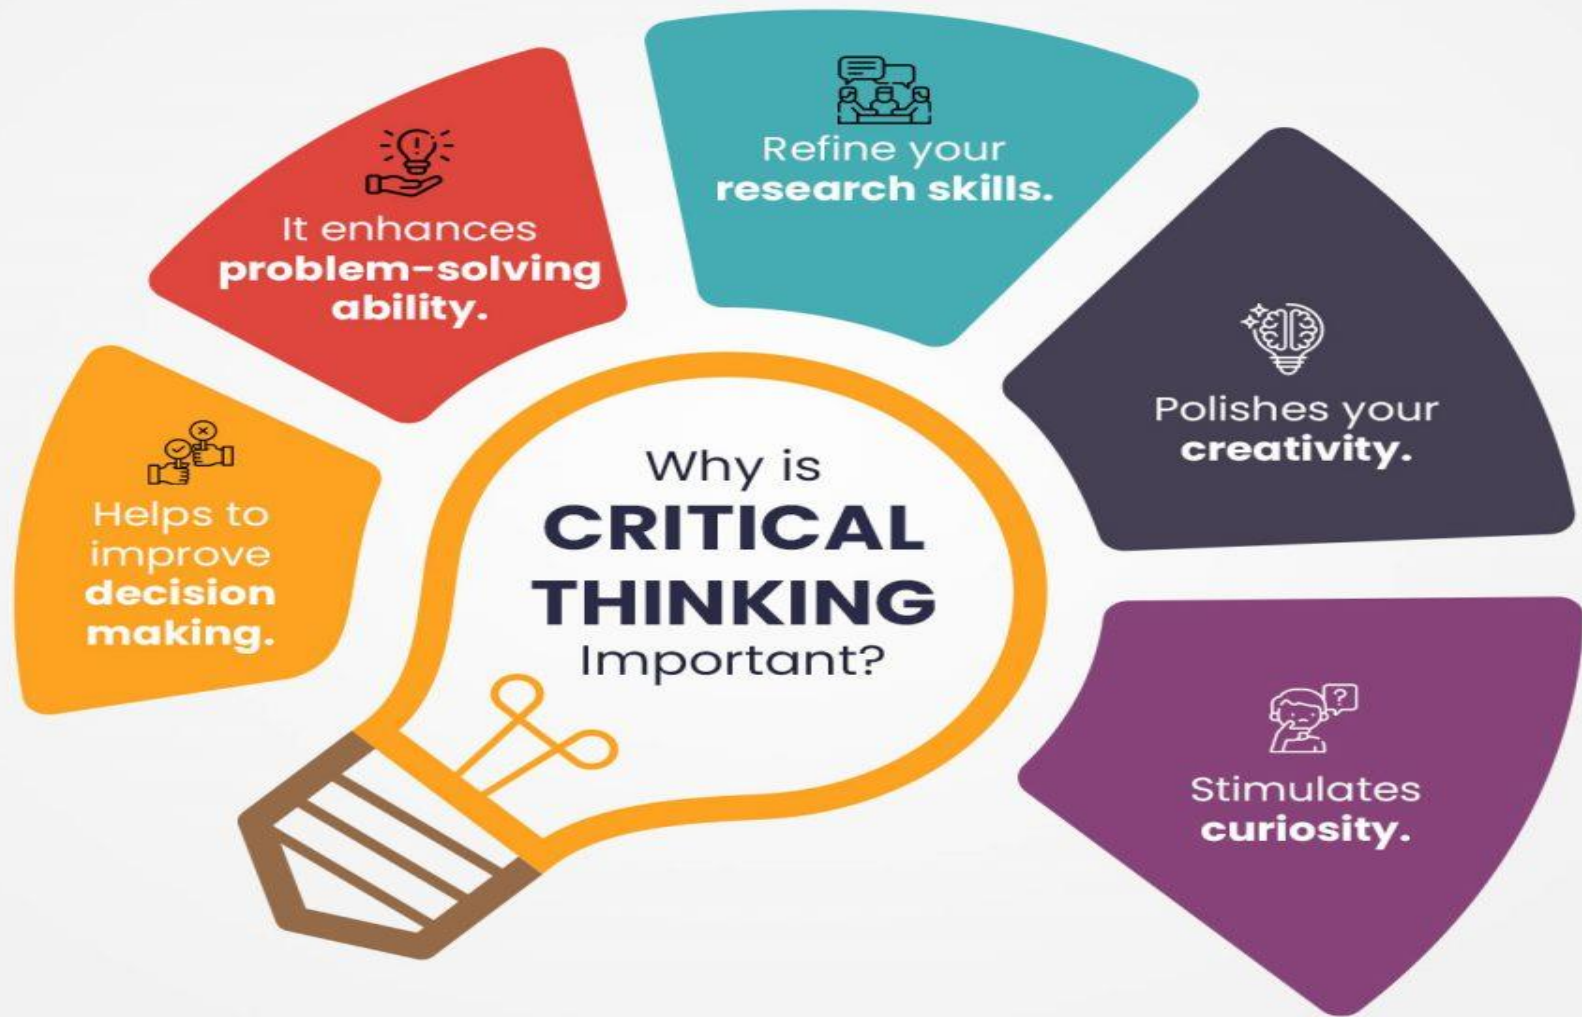 Why is
CRITICAL
THINKING
Important?
Helps to
improve
decision
making.
It enhances
problem-solving
ability.
Refine your
research skills.
Polishes your
creativity.
Stimulates
curiosity.